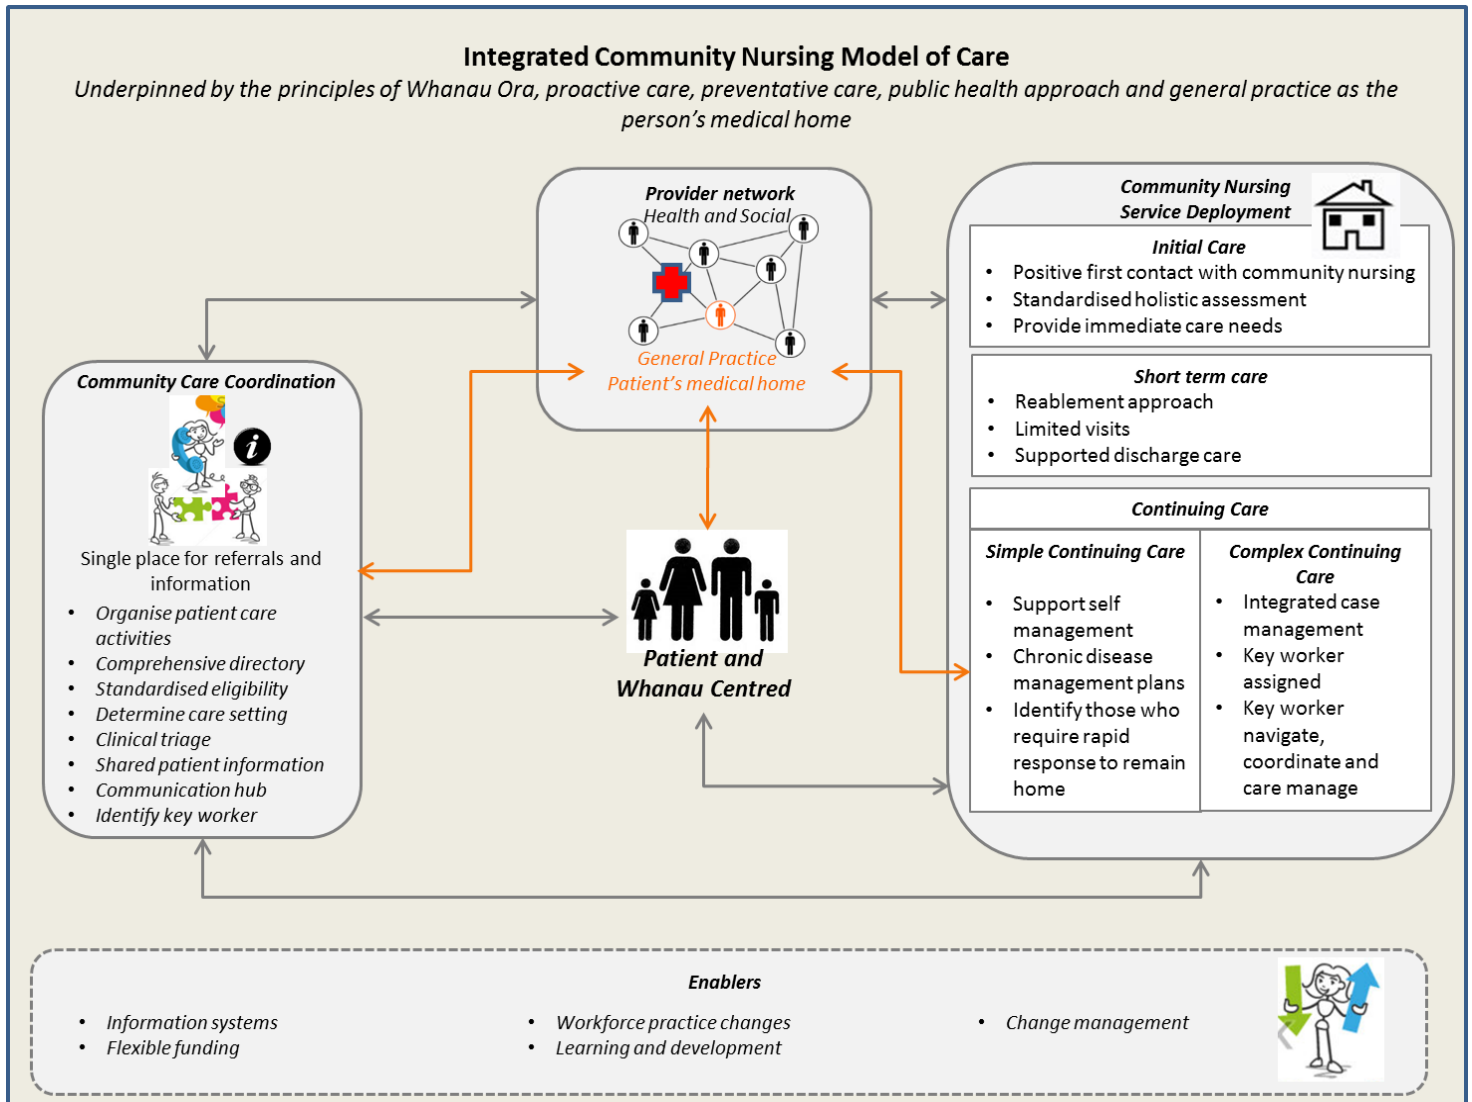 Integrated Community Nursing Model of Care
Underpinned by the principles of Whanau Ora, proactive care, preventative care, public health approach and general practice as the
person's medical home
Provider network
Health and Social
General Practice
Patient's medical home
Community Care Coordination
i
Single place for referrals and
information
• Organise patient care
activities
• Comprehensive directory
• Standardised eligibility
• Determine care setting
• Clinical triage
• Shared patient information
• Communication hub
• Identify key worker
Patient and
Whanau Centred
Community Nursing
Service Deployment
Initial Care
• Positive first contact with community nursing
• Standardised holistic assessment
• Provide immediate care needs
Short term care
• Reablement approach
• Limited visits
• Supported discharge care
Continuing Care
Simple Continuing Care
• Support self
management
• Chronic disease
management plans
• Identify those who
require rapid
response to remain
home
Complex Continuing
Care
• Integrated case
management
• Key worker
assigned
• Key worker
navigate,
coordinate and
care manage
Enablers
• Information systems
• Flexible funding
• Workforce practice changes
• Learning and development
• Change management